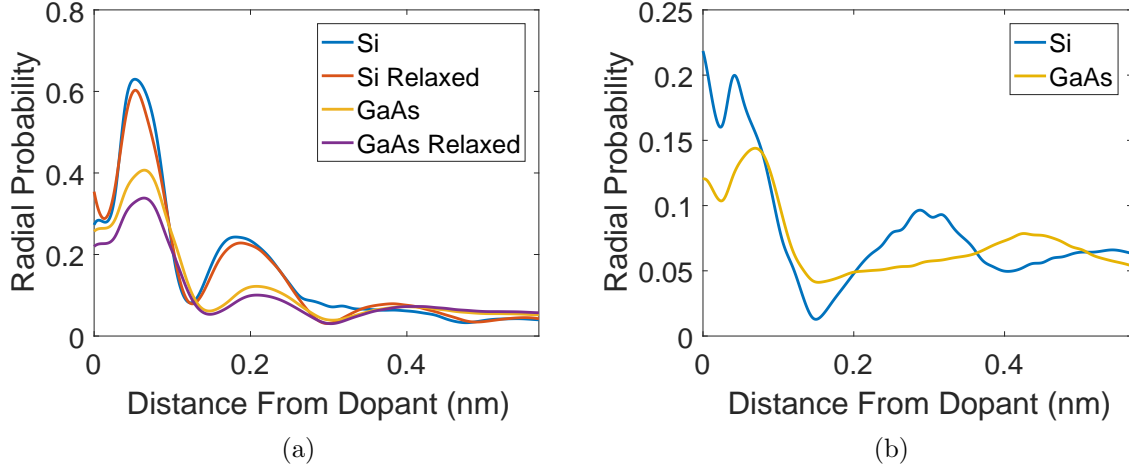 0.8
0.6
0.4
0.2
0
Radial Probability
Si
Si Relaxed
GaAs
GaAs Relaxed
0
0.2
0.4
Distance From Dopant (nm)
(a)
0.25
0.2
0.15
0.1
0.05
0
Radial Probability
Si
GaAs
0
0.2
0.4
Distance From Dopant (nm)
(b)